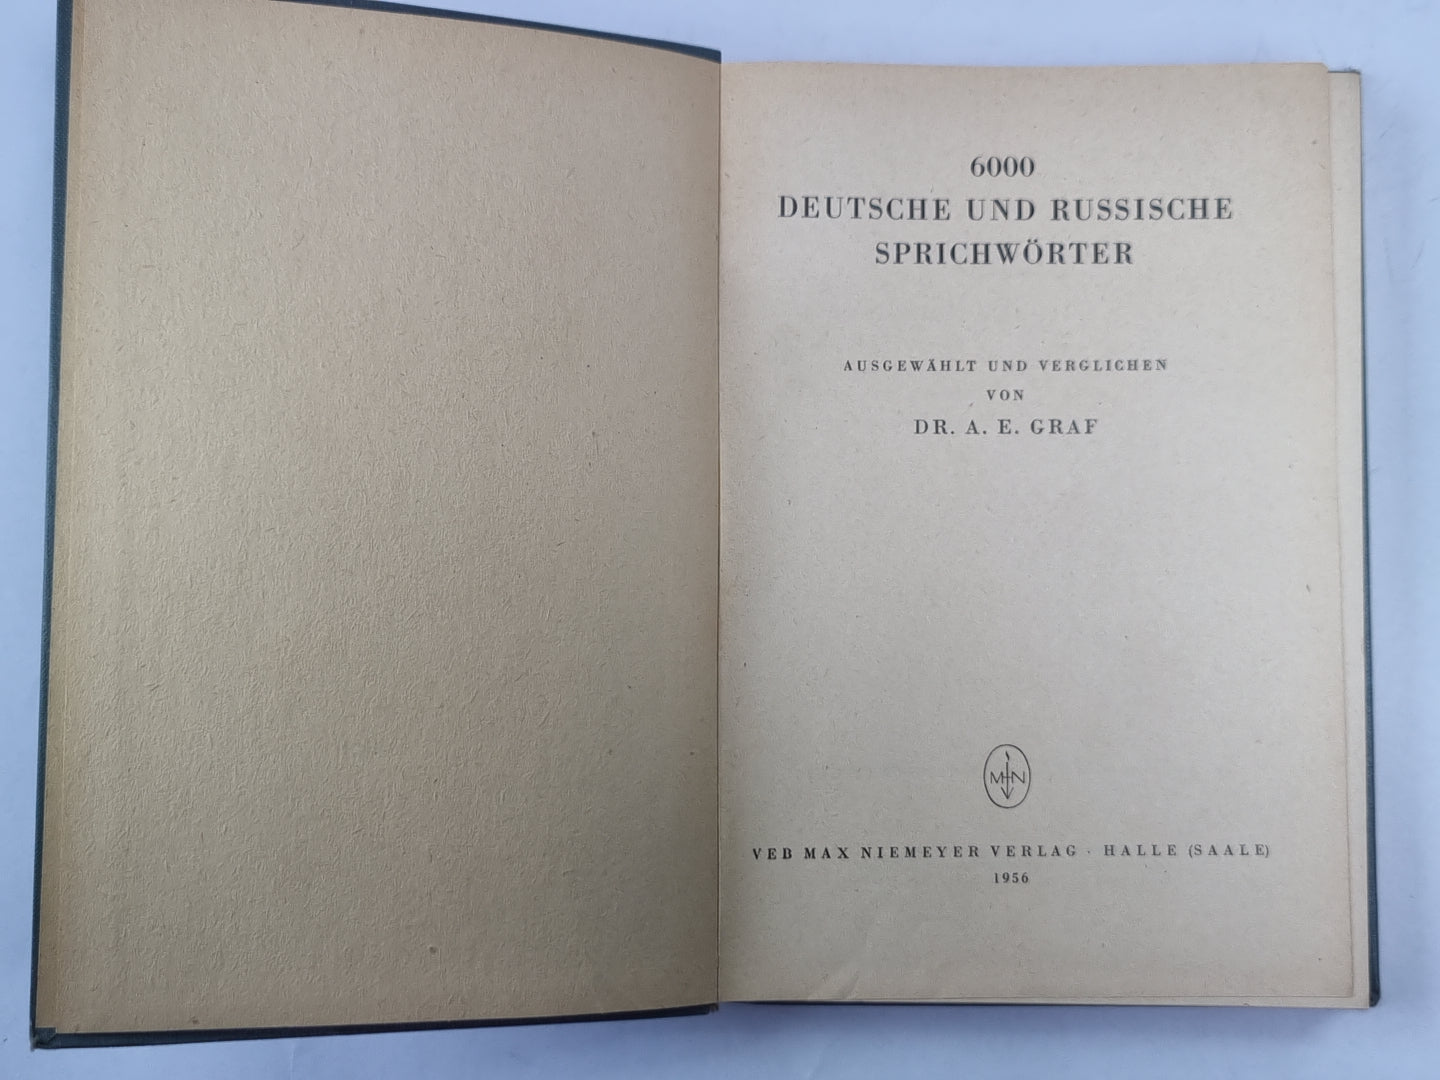 6000
DEUTSCHE UND RUSSISCHE
SPRICHWÖRTER
AUSGEWÄHLT UND VERGLICHEN
VON
DR. A. E. GRAF
MN
VEB MAX NIEMEYER VERLAG · HALLE (SAALE)
1956